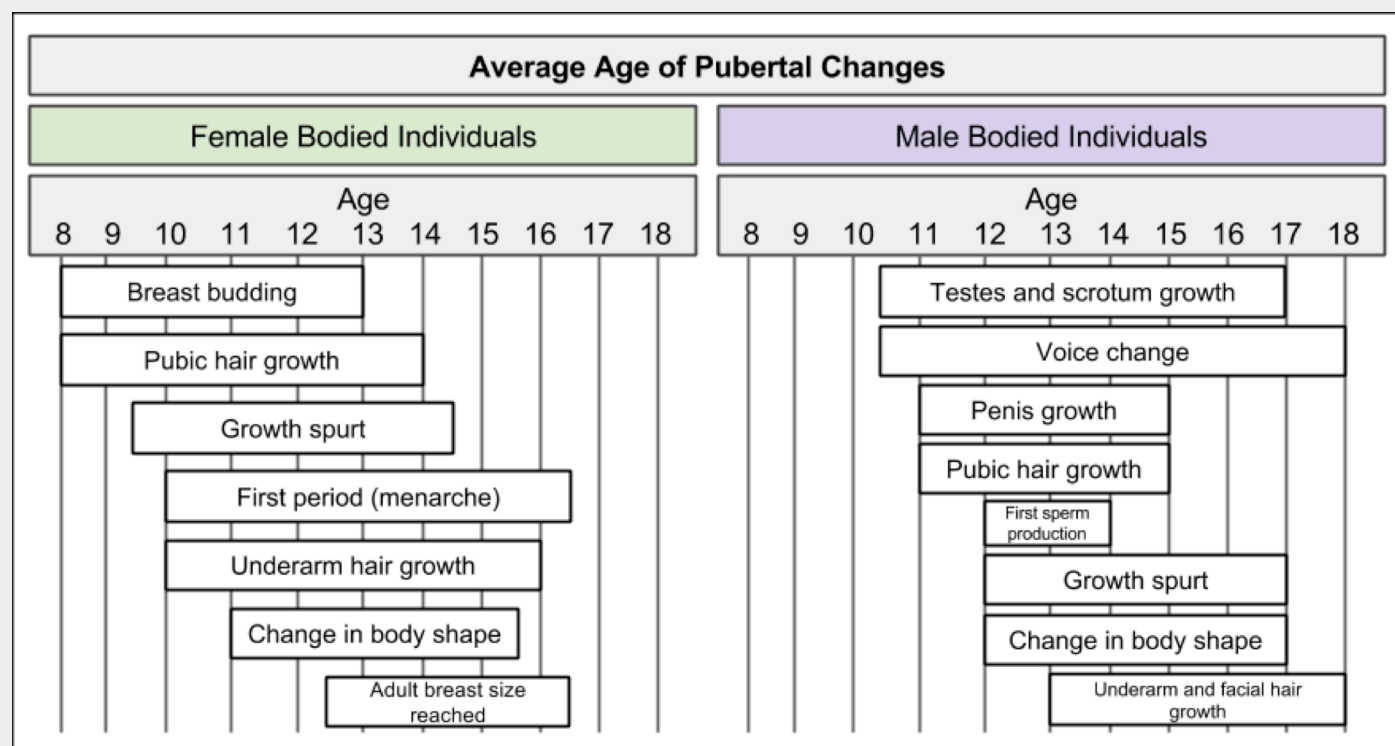 Average Age of Pubertal Changes
Female Bodied Individuals
Age
8 9 10 11 12 13 14 15 16 17 18
Breast budding
Pubic hair growth
Growth spurt
First period (menarche)
Underarm hair growth
Change in body shape
Adult breast size
reached
Male Bodied Individuals
Age
8 9 10 11 12 13 14 15 16 17 18
Testes and scrotum growth
Voice change
Penis growth
Pubic hair growth
First sperm
production
Growth spurt
Change in body shape
Underarm and facial hair
growth